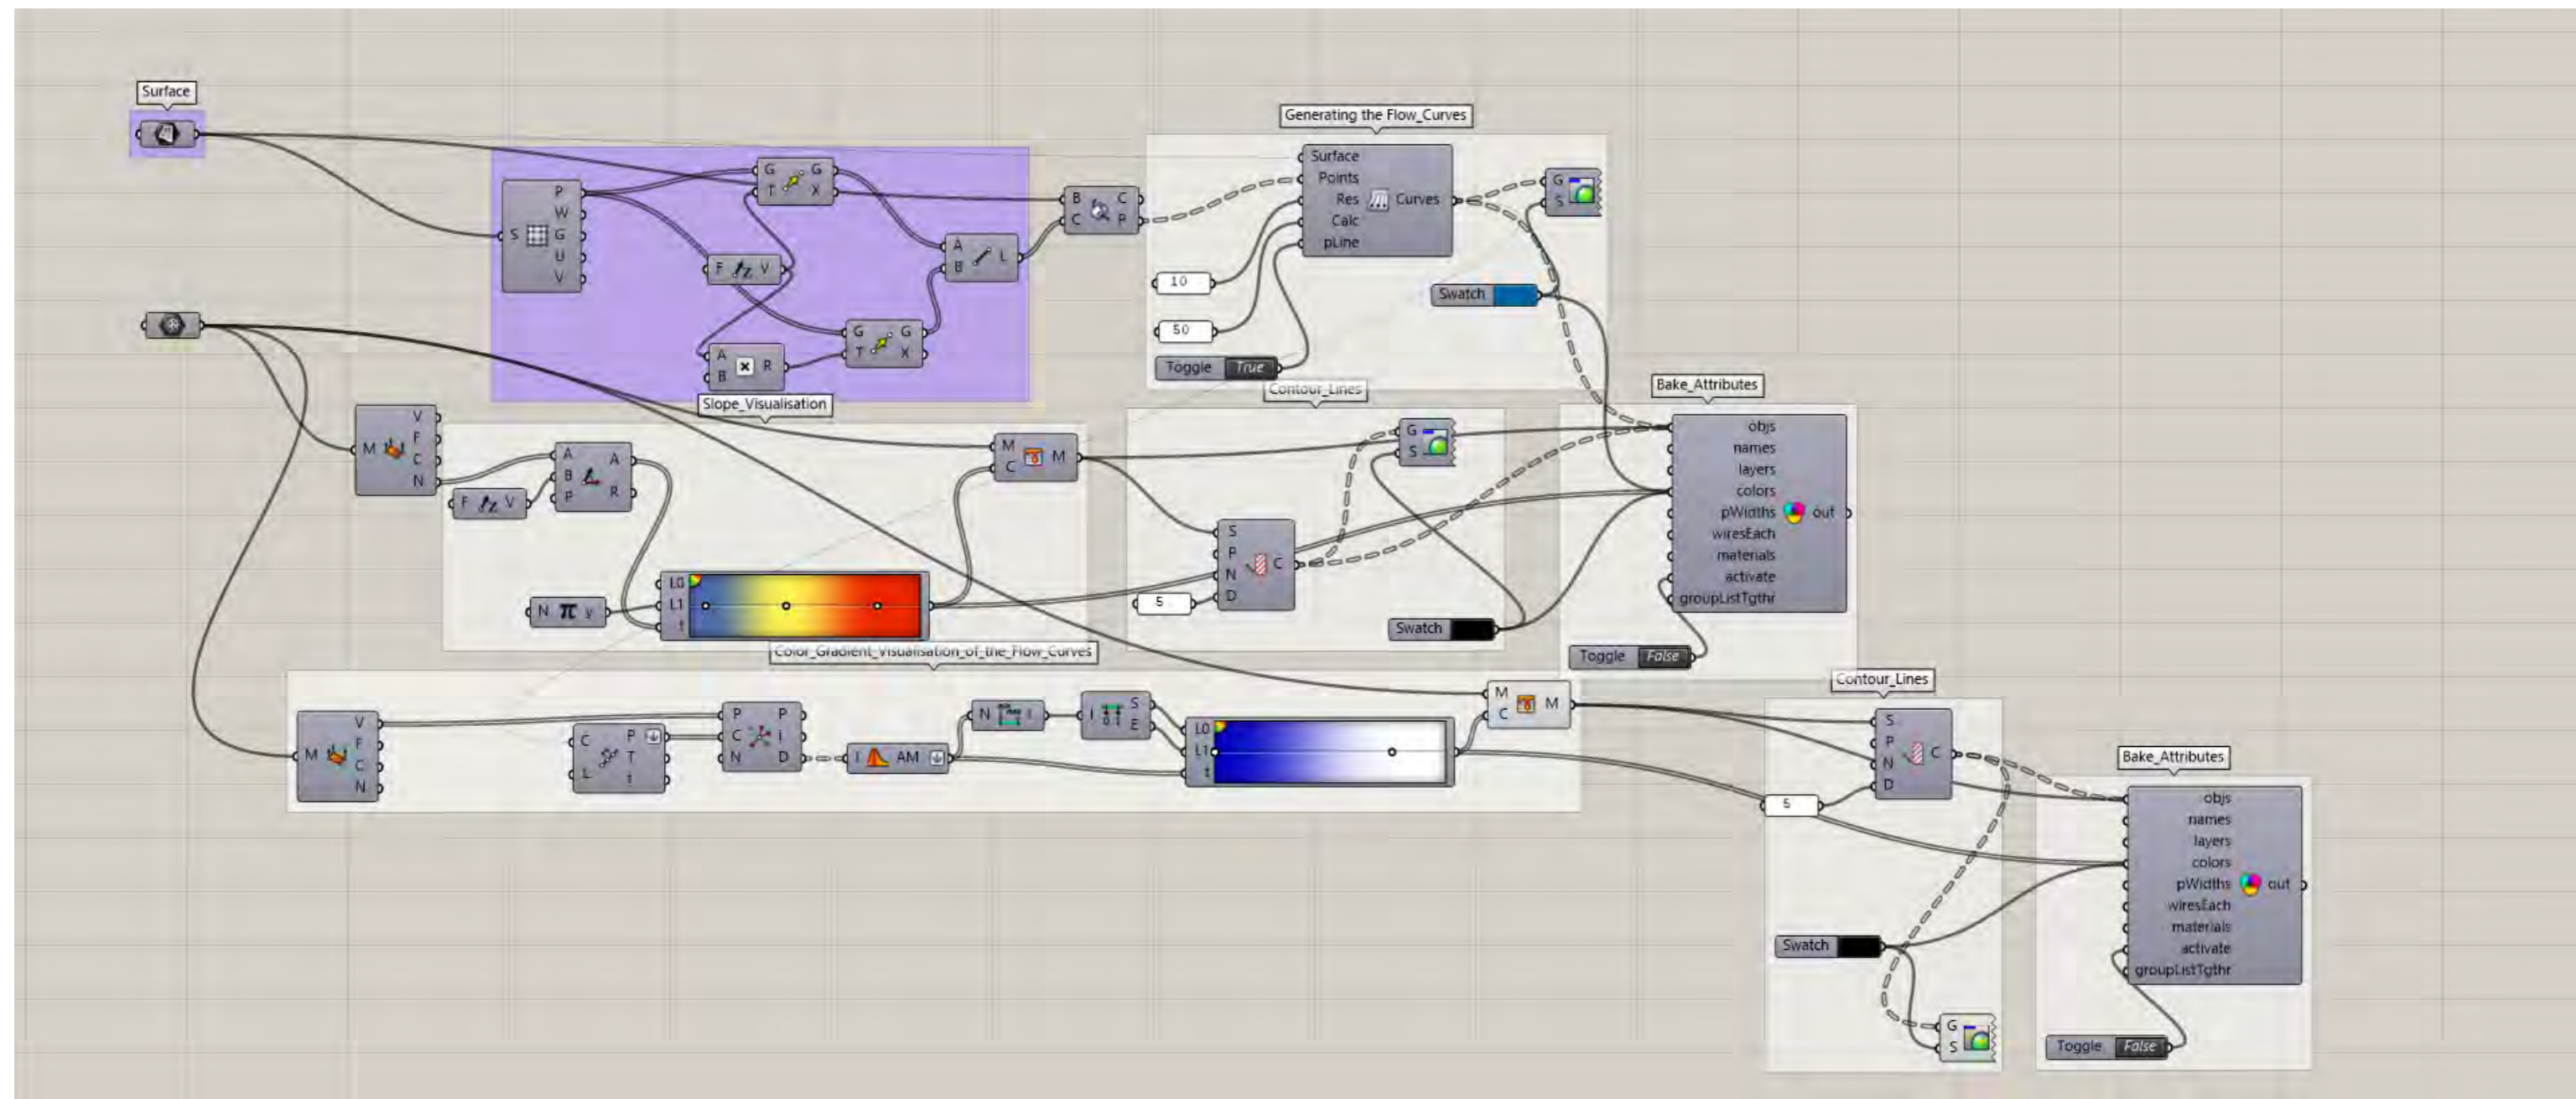 Surface
Generating the Flow_Curves
P
W
S G
U
V
G G
T X
F Z V
A
B L
B C
C P
G G
T X
A R
B
Surface
Points
Res Curves
Calc
pLine
10
50
Toggle True
G
S
Swatch
Slope_Visualisation
V
F
M C
N
F Z V
A A
B
P R
M M
C
N π y
L0
L1
t
Contour_Lines
G
S
S
P
N C
D
5
Swatch
Bake_Attributes
objs
names
layers
colors
pWidths out
wiresEach
materials
activate
groupListTgthr
Toggle False
Color_Gradient_Visualisation_of_the_Flow_Curves
V
F
M C
N
C P
T
L t
P P
C I
N D
I AM
N I
I S
E
L0
L1
t
M M
C
Contour_Lines
S
P C
N
D
5
Swatch
G
S
Bake_Attributes
objs
names
layers
colors
pWidths out
wiresEach
materials
activate
groupListTgthr
Toggle False